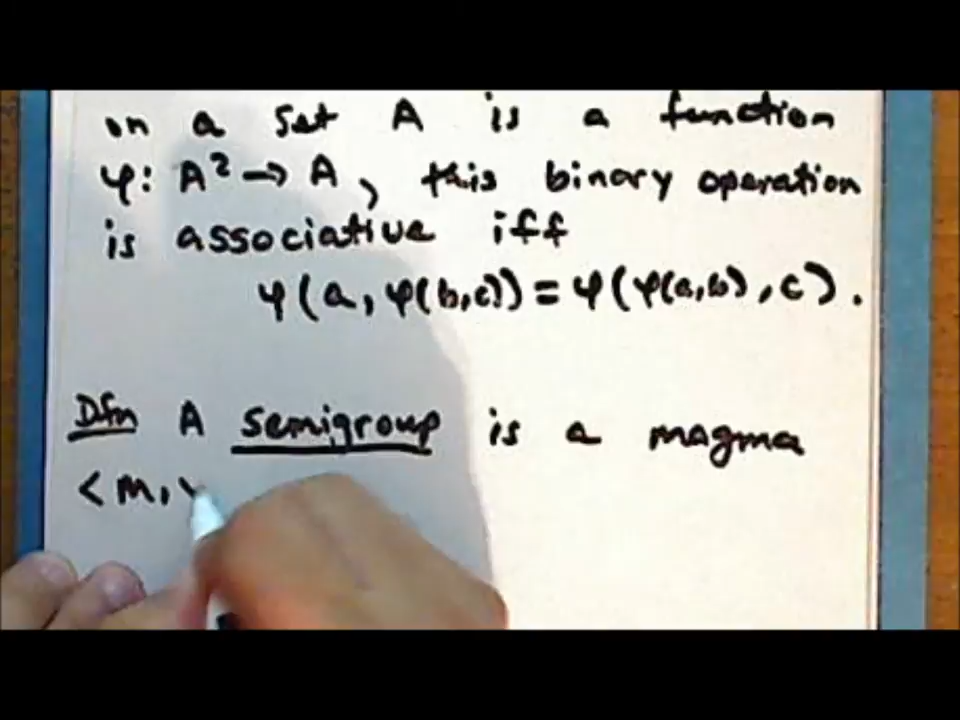 on a set A is a function
φ: A² → A, this binary operation
is associative iff
φ(a, φ(b,c)) = φ(φ(a,b), c).
Dfn A semigroup is a magma
<M,